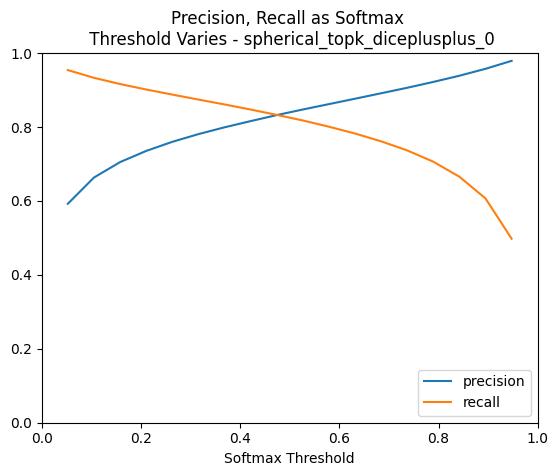 Precision, Recall as Softmax
Threshold Varies - spherical_topk_diceplusplus_0
1.0
0.8
0.6
0.4
0.2
0.0
0.0 0.2 0.4 0.6 0.8 1.0
Softmax Threshold
precision
recall